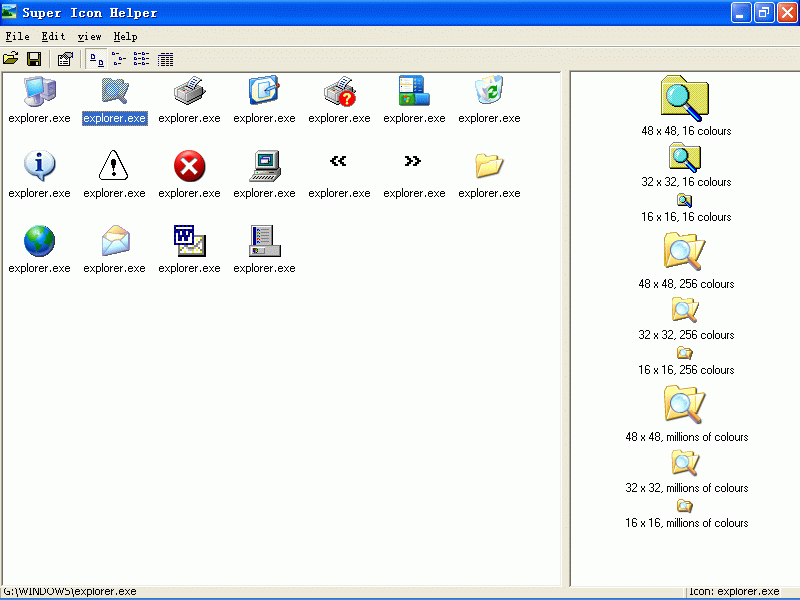 Super Icon Helper
File Edit view Help
explorer.exe explorer.exe explorer.exe explorer.exe explorer.exe explorer.exe explorer.exe
explorer.exe explorer.exe explorer.exe explorer.exe explorer.exe explorer.exe explorer.exe
explorer.exe explorer.exe explorer.exe explorer.exe
48 x 48, 16 colours
32 x 32, 16 colours
16 x 16, 16 colours
48 x 48, 256 colours
32 x 32, 256 colours
16 x 16, 256 colours
48 x 48, millions of colours
32 x 32, millions of colours
16 x 16, millions of colours
G:\WINDOWS\explorer.exe
Icon: explorer.exe